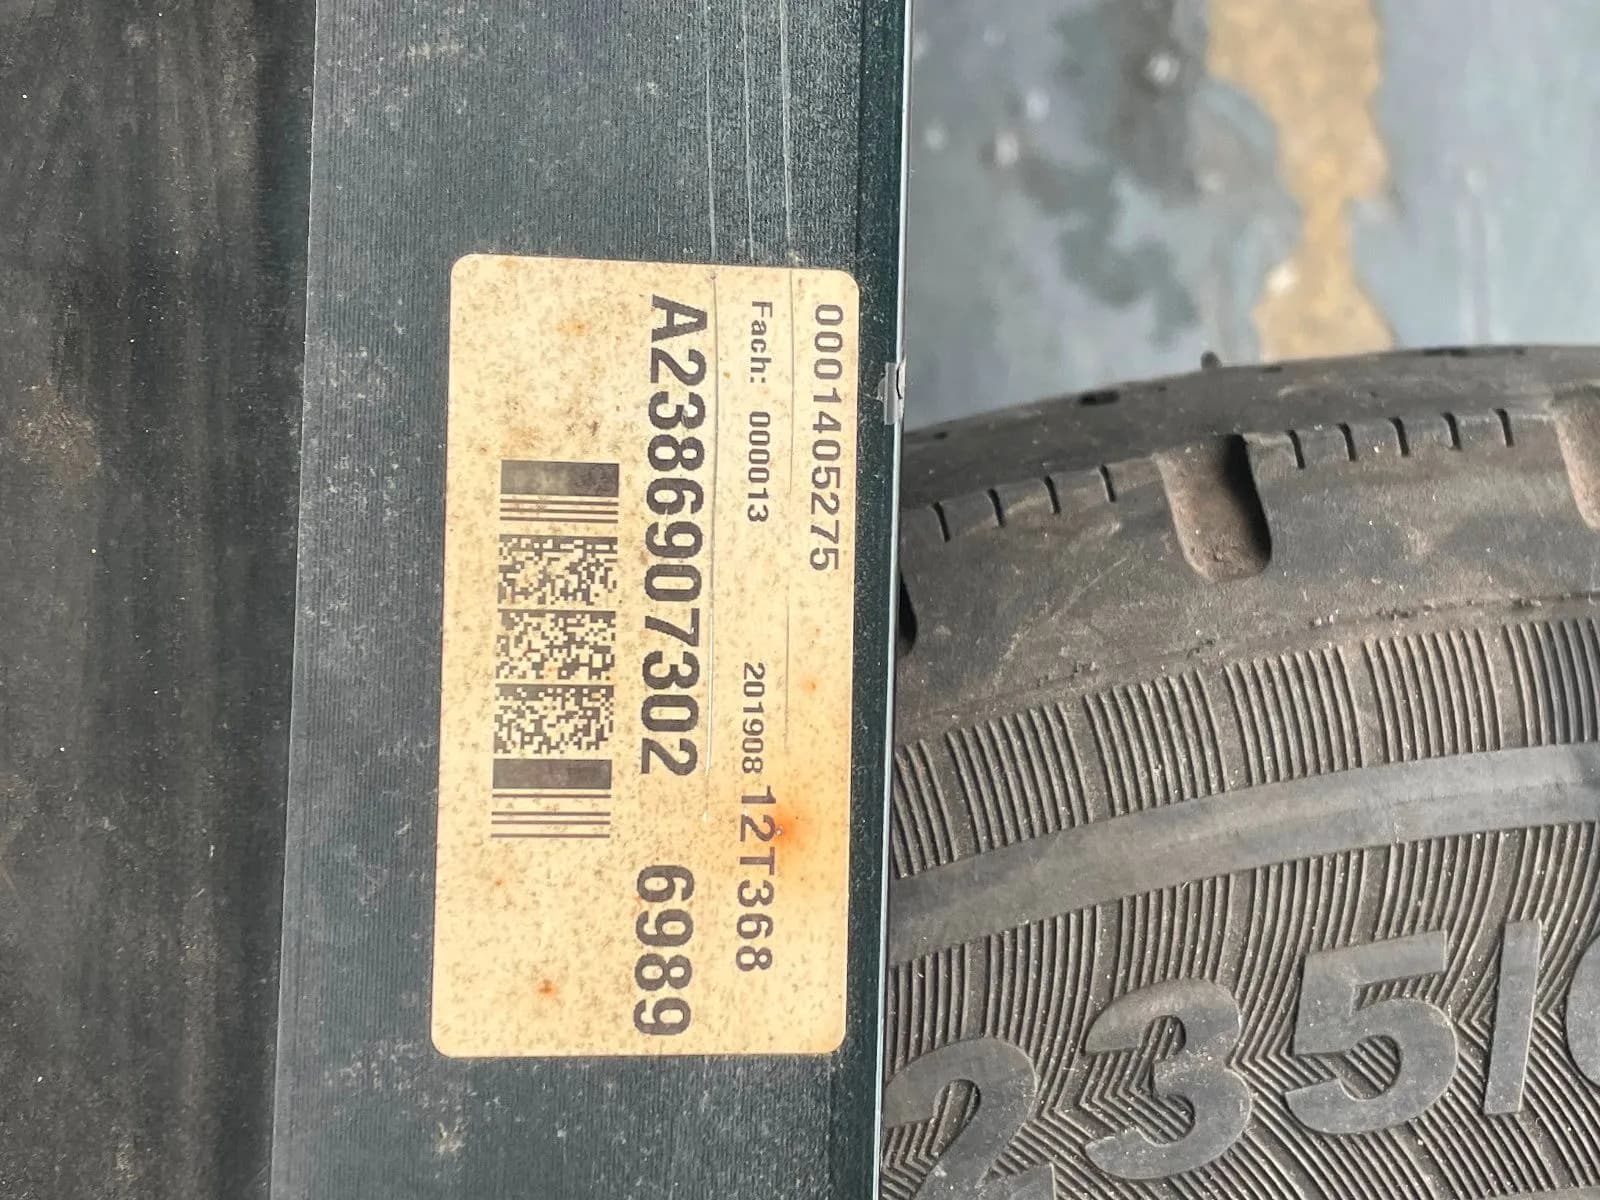 0001405275
Fach: 000013 201908 12T368
A2386907302 6989
235/